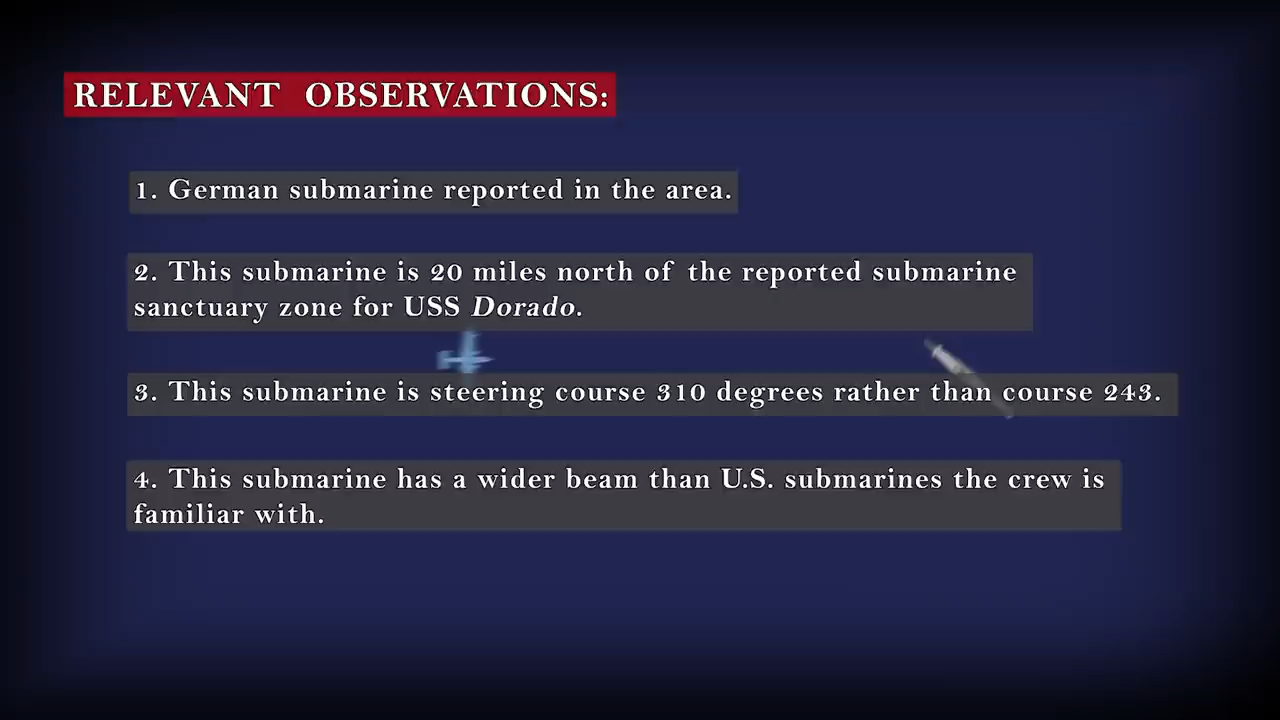 RELEVANT OBSERVATIONS:
1. German submarine reported in the area.
2. This submarine is 20 miles north of the reported submarine
sanctuary zone for USS Dorado.
3. This submarine is steering course 310 degrees rather than course 243.
4. This submarine has a wider beam than U.S. submarines the crew is
familiar with.